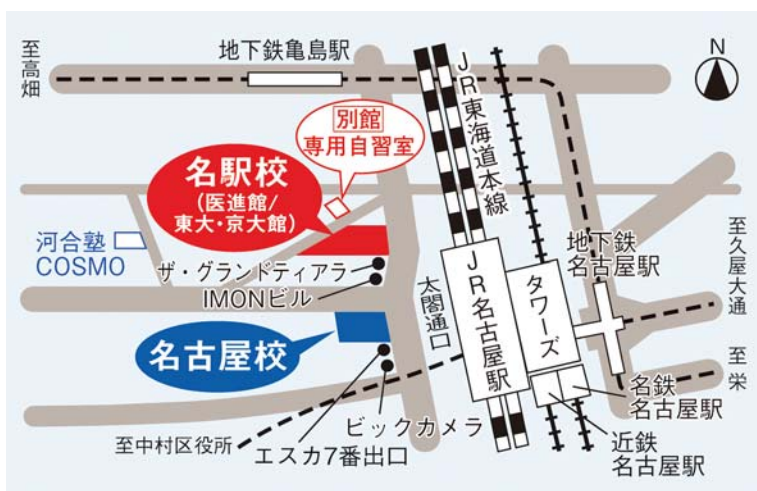 至高畑
地下鉄亀島駅
N
JR東海道本線
別館
専用自習室
名駅校
(医進館/
東大・京大館)
河合塾
COSMO
ザ・グランドティアラ
IMONビル
太閤通口
JR名古屋駅
タワーズ
地下鉄
名古屋駅
至久屋大通
名古屋校
至栄
名鉄
名古屋駅
ビックカメラ
至中村区役所
エスカ7番出口
近鉄
名古屋駅